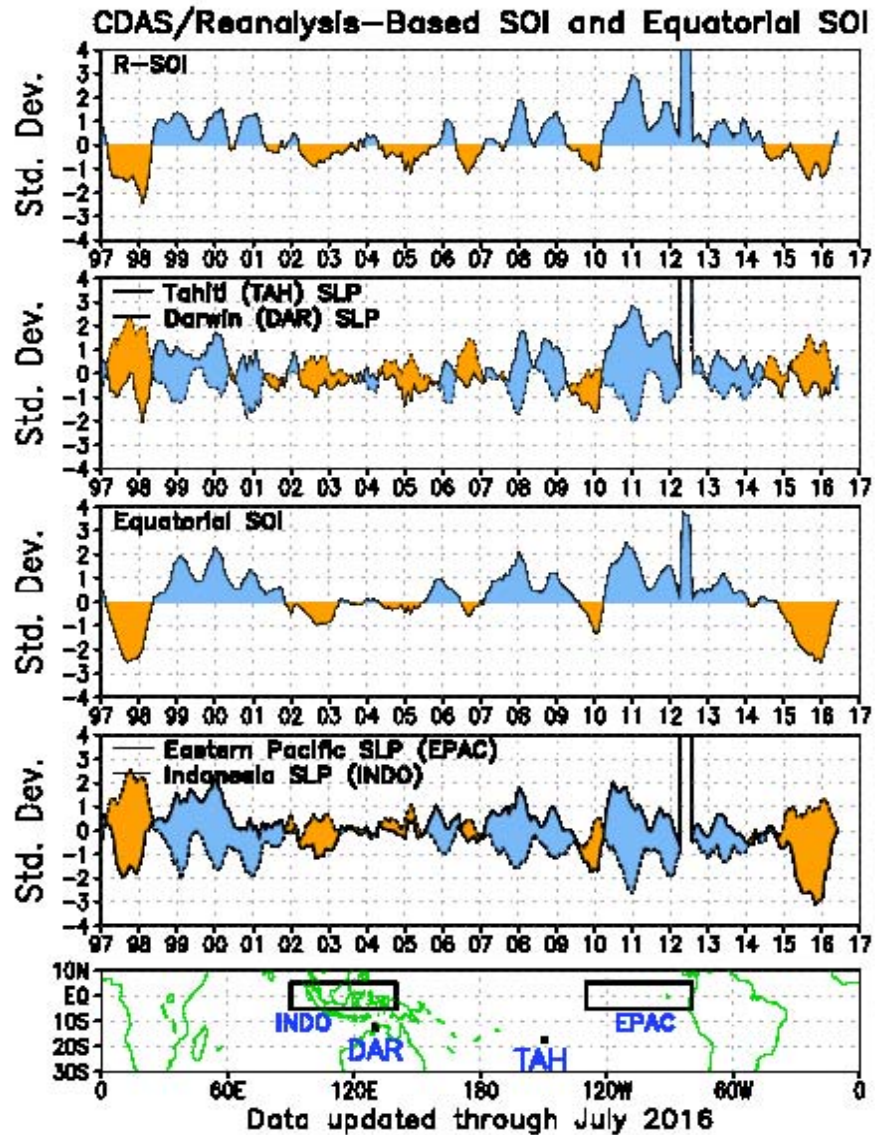 CDAS/Reanalysis-Based SOI and Equatorial SOI
R-SOI
Std. Dev.
4
3
2
1
0
-1
-2
-3
-4
97 98 99 00 01 02 03 04 05 06 07 08 09 10 11 12 13 14 15 16 17
Tahiti (TAH) SLP
Darwin (DAR) SLP
Std. Dev.
4
3
2
1
0
-1
-2
-3
-4
97 98 99 00 01 02 03 04 05 06 07 08 09 10 11 12 13 14 15 16 17
Equatorial SOI
Std. Dev.
4
3
2
1
0
-1
-2
-3
-4
97 98 99 00 01 02 03 04 05 06 07 08 09 10 11 12 13 14 15 16 17
Eastern Pacific SLP (EPAC)
Indonesia SLP (INDO)
Std. Dev.
4
3
2
1
0
-1
-2
-3
-4
97 98 99 00 01 02 03 04 05 06 07 08 09 10 11 12 13 14 15 16 17
10N
EQ
10S
20S
30S
INDO
EPAC
DAR
TAH
0 60E 120E 180 120W 60W 0
Data updated through July 2016